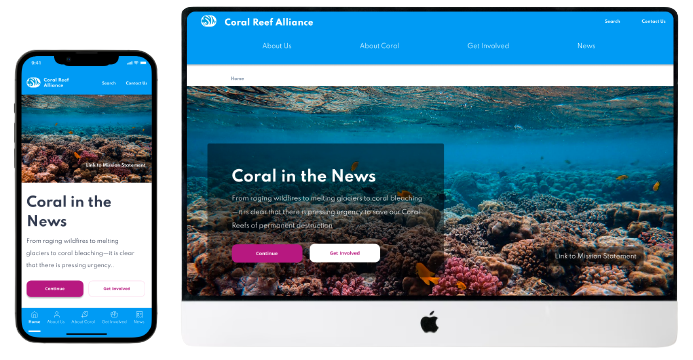 9:41
Coral Reef
Alliance
Search
Contact Us
Link to Mission Statement
Coral in the
News
From raging wildfires to melting
glaciers to coral bleaching—it is clear
that there is pressing urgency.
Continue
Get Involved
Home
About Us
About Coral
Get Involved
News
Coral Reef Alliance
Search
Contact Us
About Us
About Coral
Get Involved
News
Home
Coral in the News
From raging wildfires to melting glaciers to coral bleaching
—it is clear that there is pressing urgency to save our Coral
Reefs of permanent destruction
Continue
Get Involved
Link to Mission Statement